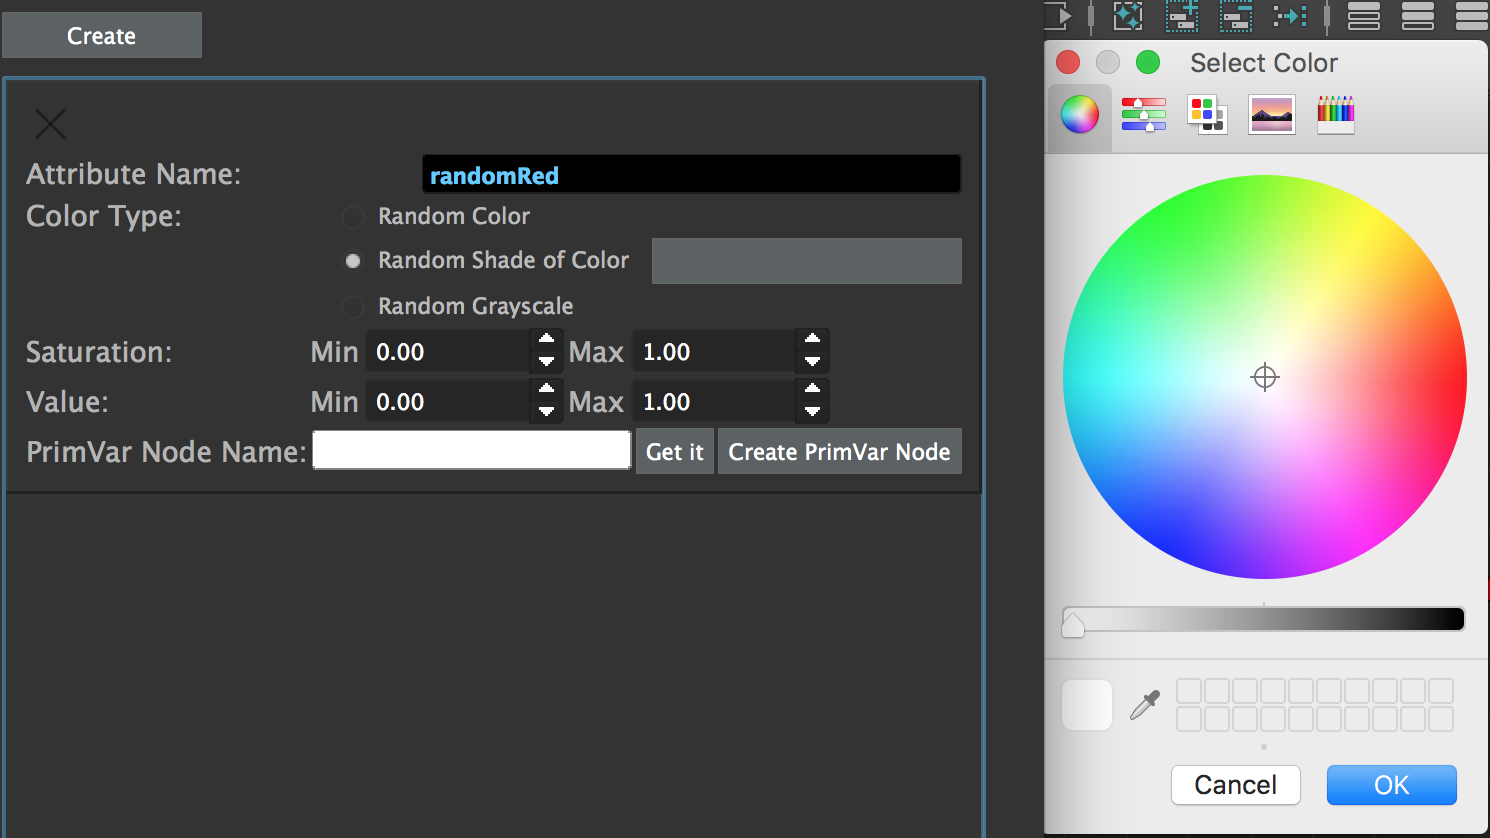 Create
Select Color
Attribute Name: randomRed
Color Type: Random Color
Random Shade of Color
Random Grayscale
Saturation: Min 0.00 Max 1.00
Value: Min 0.00 Max 1.00
PrimVar Node Name: Get it Create PrimVar Node
Cancel OK